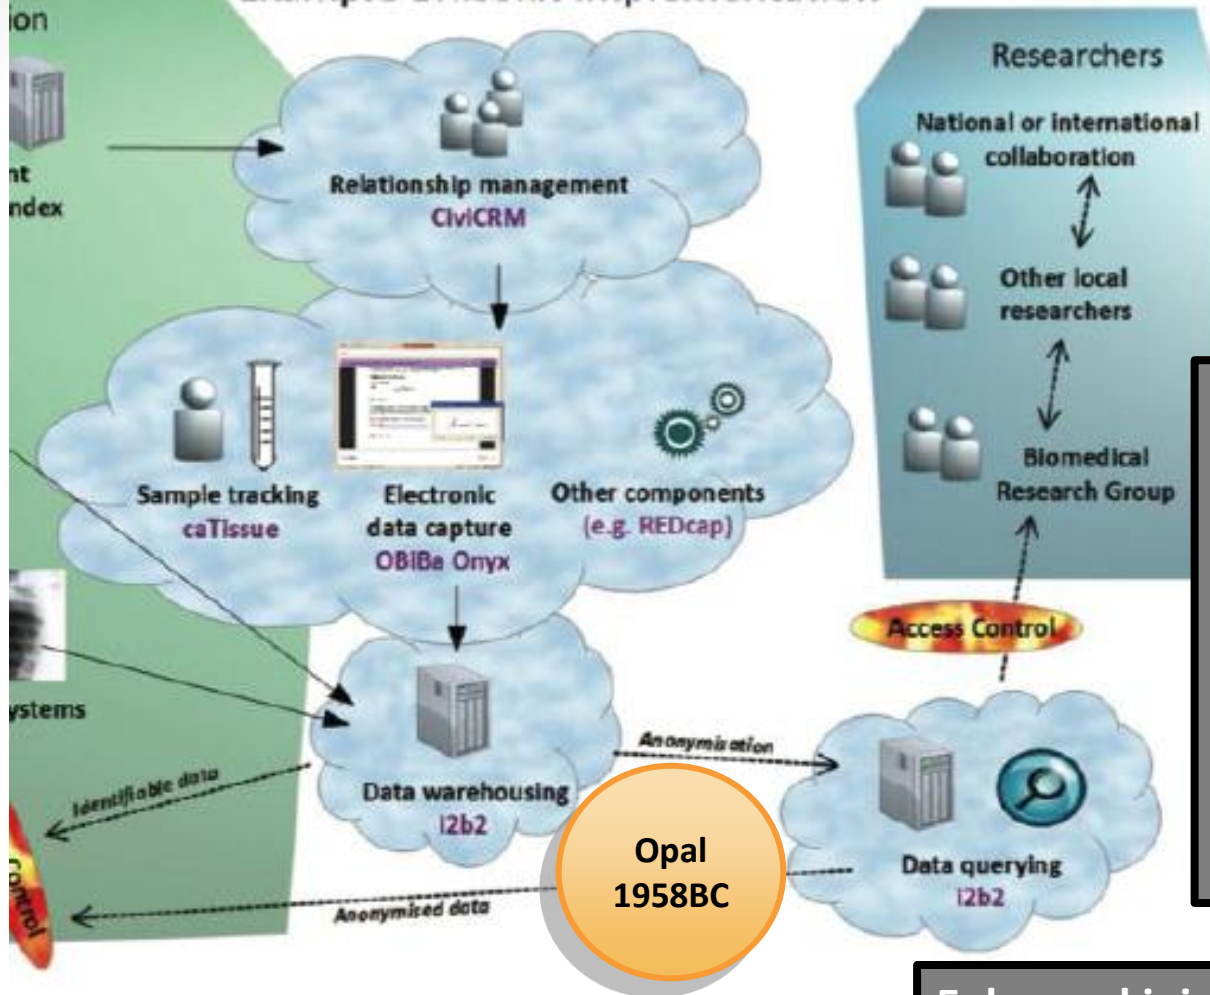 ion
nt
ndex
Relationship management
CiviCRM
Sample tracking
caTissue
Electronic
data capture
OBiBa Onyx
Other components
(e.g. REDcap)
ystems
Identifiable data
Data warehousing
i2b2
Anonymisation
Opal
1958BC
Anonymised data
Control
Data querying
i2b2
Access Control
Researchers
National or international
collaboration
Other local
researchers
Biomedical
Research Group